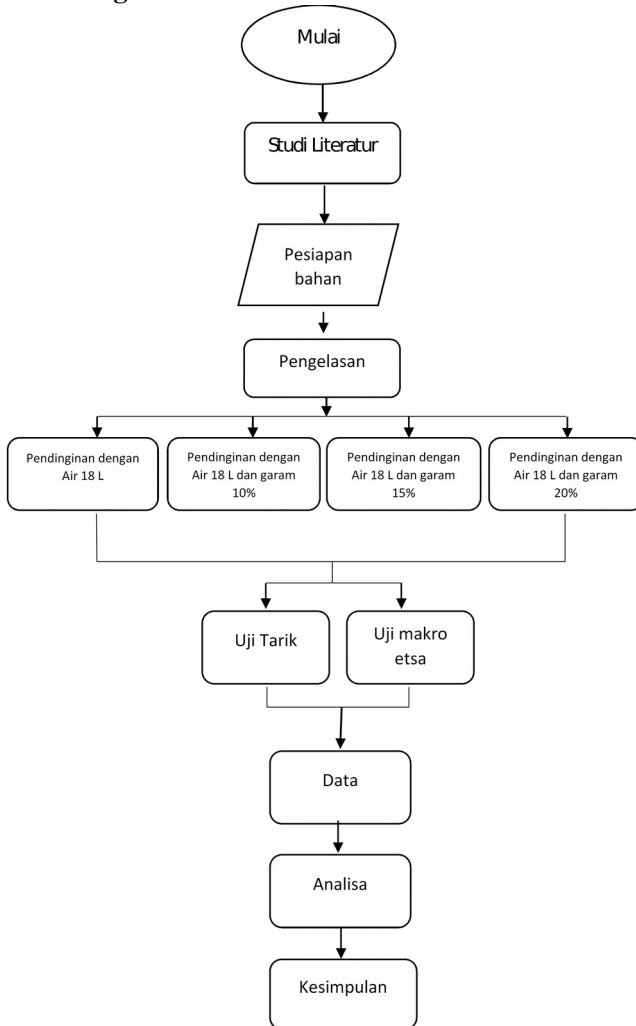 Mulai
Studi Literatur
Pesiapan
bahan
Pengelasan
Pendinginan dengan
Air 18 L
Pendinginan dengan
Air 18 L dan garam
10%
Pendinginan dengan
Air 18 L dan garam
15%
Pendinginan dengan
Air 18 L dan garam
20%
Uji Tarik
Uji makro
etsa
Data
Analisa
Kesimpulan